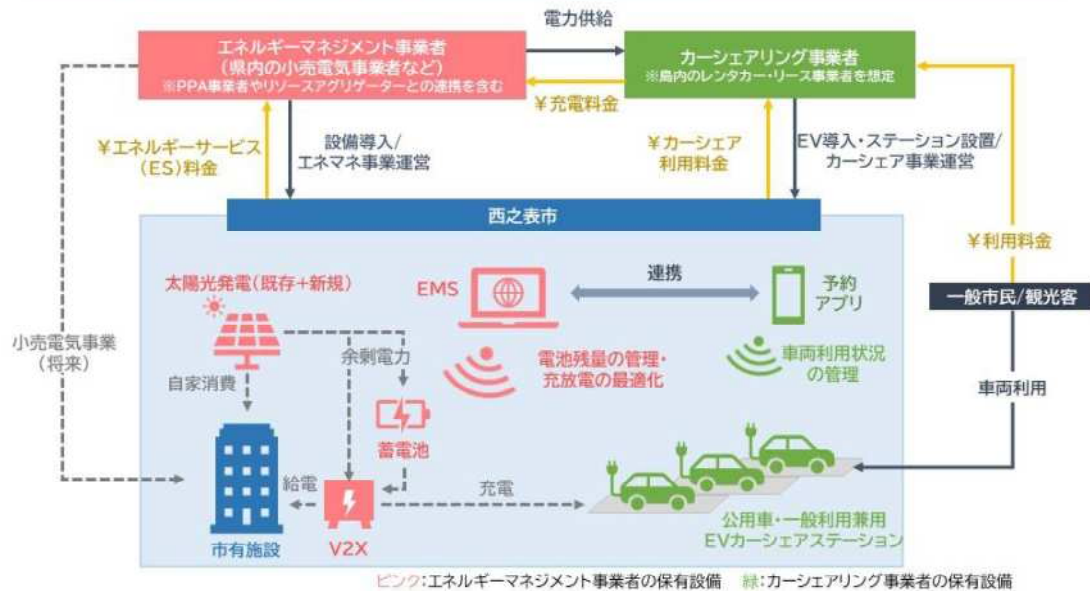 電力供給
エネルギーマネジメント事業者
(県内の小売電気事業者など)
※PPA事業者やリソースアグリゲーターとの連携を含む
カーシェアリング事業者
※島内のレンタカー・リース事業者を想定
¥充電料金
¥エネルギーサービス
(ES)料金
設備導入/
エネマネ事業運営
¥カーシェア
利用料金
EV導入・ステーション設置/
カーシェア事業運営
西之表市
¥利用料金
太陽光発電(既存+新規)
EMS
連携
予約
アプリ
一般市民/観光客
小売電気事業
(将来)
余剰電力
自家消費
電池残量の管理・
充放電の最適化
車両利用状況
の管理
車両利用
蓄電池
給電
充電
市有施設
V2X
公用車・一般利用兼用
EVカーシェアステーション
ピンク:エネルギーマネジメント事業者の保有設備 緑:カーシェアリング事業者の保有設備